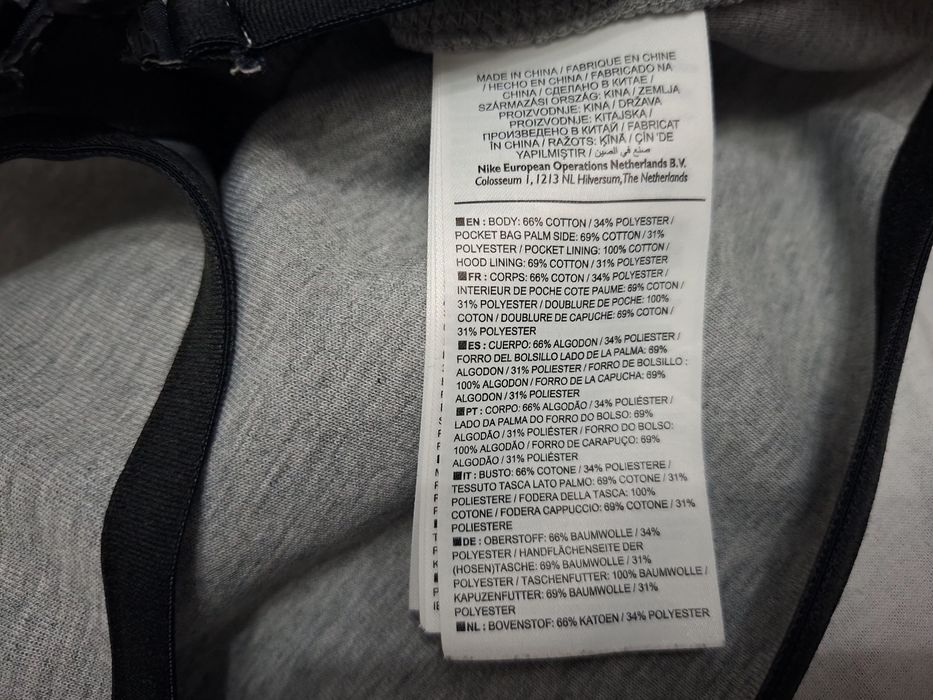 MADE IN CHINA / FABRIQUE EN CHINE
/ HECHO EN CHINA / FABRICADO NA
CHINA / СДЕЛАНО В КИТАЕ /
SZÁRMAZÁSI ORSZÁG: KÍNA / ZEMLJA
PROIZVODNJE: KINA / DRŽAVA
PROIZVODNJE: KITAJSKA /
ПРОИЗВЕДЕНО В КИТАЙ / FABRICAT
ÎN CHINA / RAŽOTS: ĶĪNĀ / ÇİN 'DE
YAPILMIŞTIR / صنع في الصين
Nike European Operations Netherlands B.V.
Colosseum 1, 1213 NL Hilversum, The Netherlands
EN : BODY: 66% COTTON / 34% POLYESTER /
POCKET BAG PALM SIDE: 69% COTTON / 31%
POLYESTER / POCKET LINING: 100% COTTON /
HOOD LINING: 69% COTTON / 31% POLYESTER
FR : CORPS: 66% COTON / 34% POLYESTER /
INTERIEUR DE POCHE COTE PAUME: 69% COTON /
31% POLYESTER / DOUBLURE DE POCHE: 100%
COTON / DOUBLURE DE CAPUCHE: 69% COTON /
31% POLYESTER
ES : CUERPO: 66% ALGODON / 34% POLIESTER /
FORRO DEL BOLSILLO LADO DE LA PALMA: 69%
ALGODON / 31% POLIESTER / FORRO DE BOLSILLO :
100% ALGODON / FORRO DE LA CAPUCHA: 69%
ALGODON / 31% POLIESTER
PT : CORPO: 66% ALGODÃO / 34% POLIÉSTER /
LADO DA PALMA DO FORRO DO BOLSO: 69%
ALGODÃO / 31% POLIÉSTER / FORRO DO BOLSO:
100% ALGODÃO / FORRO DE CARAPUÇO: 69%
ALGODÃO / 31% POLIÉSTER
IT : BUSTO: 66% COTONE / 34% POLIESTERE /
TESSUTO TASCA LATO PALMO: 69% COTONE / 31%
POLIESTERE / FODERA DELLA TASCA: 100%
COTONE / FODERA CAPPUCCIO: 69% COTONE / 31%
POLIESTERE
DE : OBERSTOFF: 66% BAUMWOLLE / 34%
POLYESTER / HANDFLÄCHENSEITE DER
(HOSEN)TASCHE: 69% BAUMWOLLE / 31%
POLYESTER / TASCHENFUTTER: 100% BAUMWOLLE /
KAPUZENFUTTER: 69% BAUMWOLLE / 31%
POLYESTER
NL : BOVENSTOF: 66% KATOEN / 34% POLYESTER